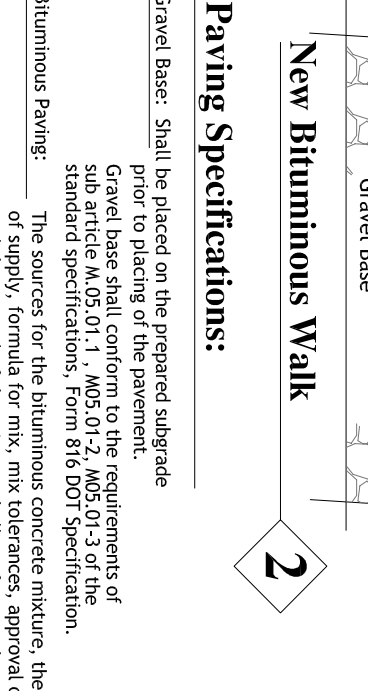 Gravel Base
New Bituminous Walk
2
Paving Specifications:
Gravel Base: Shall be placed on the prepared subgrade
prior to placing of the pavement.
Gravel base shall conform to the requirements of
sub article M.05.01.1 , M05.01-2, M05.01-3 of the
standard specifications, Form 816 DOT Specification.
Bituminous Paving:
The sources for the bituminous concrete mixture, the
of supply, formula for mix, mix tolerances, approval